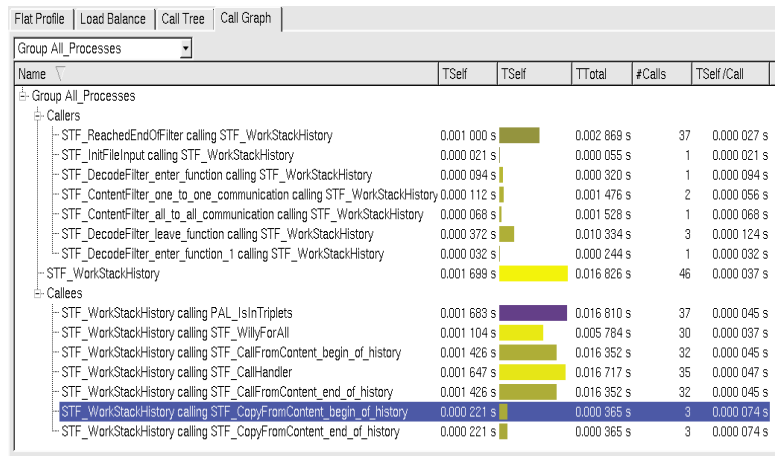 Flat Profile Load Balance Call Tree Call Graph
Group All_Processes
Name TSelf TSelf TTotal #Calls TSelf/Call
Group All_Processes
Callers
STF_ReachedEndOfFilter calling STF_WorkStackHistory 0.001 000 s 0.002 869 s 37 0.000 027 s
STF_InitFileInput calling STF_WorkStackHistory 0.000 021 s 0.000 055 s 1 0.000 021 s
STF_DecodeFilter_enter_function calling STF_WorkStackHistory 0.000 094 s 0.000 320 s 1 0.000 094 s
STF_ContentFilter_one_to_one_communication calling STF_WorkStackHistory 0.000 112 s 0.001 476 s 2 0.000 056 s
STF_ContentFilter_all_to_all_communication calling STF_WorkStackHistory 0.000 068 s 0.001 528 s 1 0.000 068 s
STF_DecodeFilter_leave_function calling STF_WorkStackHistory 0.000 372 s 0.010 334 s 3 0.000 124 s
STF_DecodeFilter_enter_function_1 calling STF_WorkStackHistory 0.000 032 s 0.000 244 s 1 0.000 032 s
STF_WorkStackHistory 0.001 699 s 0.016 826 s 46 0.000 037 s
Callees
STF_WorkStackHistory calling PAL_IsInTriplets 0.001 683 s 0.016 810 s 37 0.000 045 s
STF_WorkStackHistory calling STF_WillyForAll 0.001 104 s 0.005 784 s 30 0.000 037 s
STF_WorkStackHistory calling STF_CallFromContent_begin_of_history 0.001 426 s 0.016 352 s 32 0.000 045 s
STF_WorkStackHistory calling STF_CallHandler 0.001 647 s 0.016 717 s 35 0.000 047 s
STF_WorkStackHistory calling STF_CallFromContent_end_of_history 0.001 426 s 0.016 352 s 32 0.000 045 s
STF_WorkStackHistory calling STF_CopyFromContent_begin_of_history 0.000 221 s 0.000 365 s 3 0.000 074 s
STF_WorkStackHistory calling STF_CopyFromContent_end_of_history 0.000 221 s 0.000 365 s 3 0.000 074 s